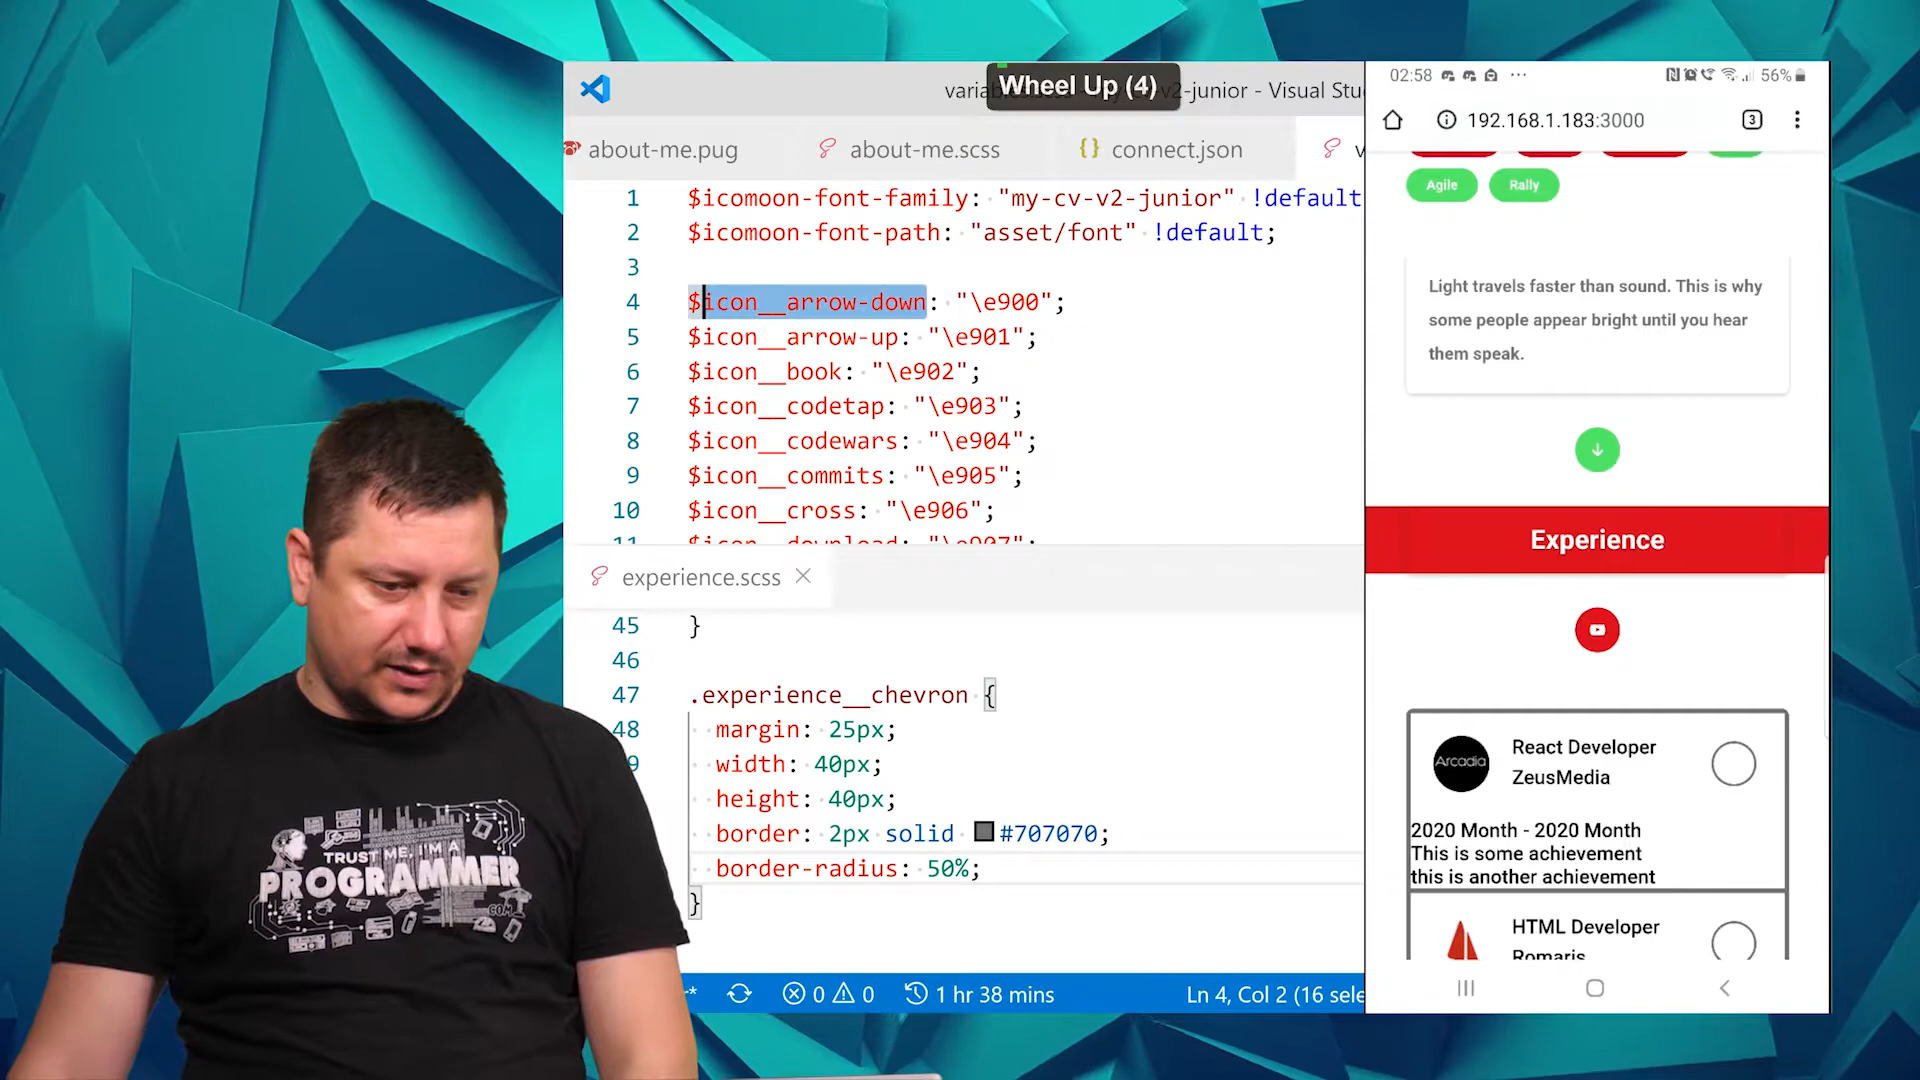 Wheel Up (4)
about-me.pug
about-me.scss
connect.json
1 $icomoon-font-family: "my-cv-v2-junior" !default
2 $icomoon-font-path: "asset/font" !default;
3
4 $icon__arrow-down: "\e900";
5 $icon__arrow-up: "\e901";
6 $icon__book: "\e902";
7 $icon__codetap: "\e903";
8 $icon__codewars: "\e904";
9 $icon__commits: "\e905";
10 $icon__cross: "\e906";
11 $icon__download: "\e907";
experience.scss
45 }
46
47 .experience__chevron {
48 margin: 25px;
9 width: 40px;
height: 40px;
border: 2px solid #707070;
border-radius: 50%;
}
0 0 1 hr 38 mins Ln 4, Col 2 (16 sele
02:58 56%
192.168.1.183:3000 3
Agile Rally
Light travels faster than sound. This is why
some people appear bright until you hear
them speak.
Experience
Arcadia
React Developer
ZeusMedia
2020 Month - 2020 Month
This is some achievement
this is another achievement
HTML Developer
Romaris
TRUST ME, I'M A
PROGRAMMER
.COM